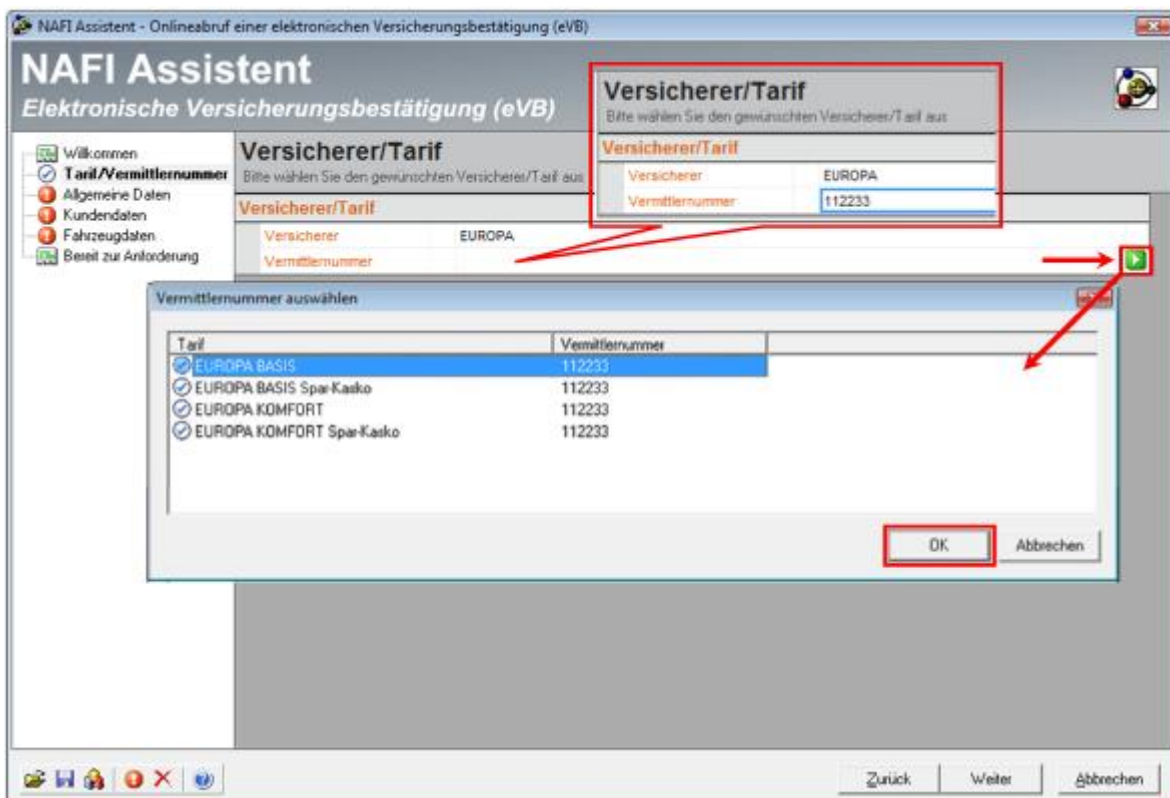 NAFI Assistent - Onlineabruf einer elektronischen Versicherungsbestätigung (eVB)
NAFI Assistent
Elektronische Versicherungsbestätigung (eVB)
Willkommen
Tarif/Vermittlernummer
Allgemeine Daten
Kundendaten
Fahrzeugdaten
Bereit zur Anforderung
Versicherer/Tarif
Bitte wählen Sie den gewünschten Versicherer/Tarif aus
Versicherer/Tarif
Versicherer EUROPA
Vermittlernummer
Versicherer/Tarif
Bitte wählen Sie den gewünschten Versicherer/Tarif aus
Versicherer/Tarif
Versicherer EUROPA
Vermittlernummer 112233
Vermittlernummer auswählen
Tarif Vermittlernummer
EUROPA BASIS 112233
EUROPA BASIS Spar-Kasko 112233
EUROPA KOMFORT 112233
EUROPA KOMFORT Spar-Kasko 112233
OK Abbrechen
Zurück Weiter Abbrechen